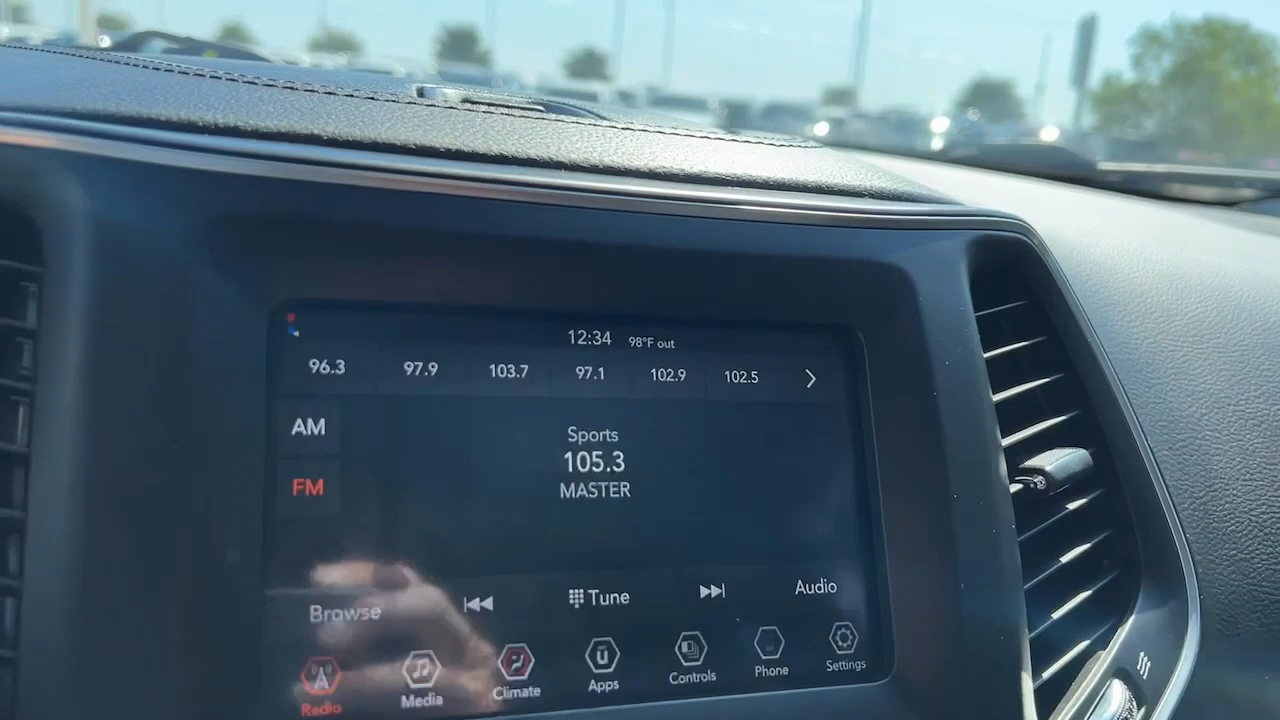 12:34 98°F out
96.3 97.9 103.7 97.1 102.9 102.5
AM
Sports
105.3
FM
MASTER
Browse Tune Audio
Radio Media Climate Apps Controls Phone Settings